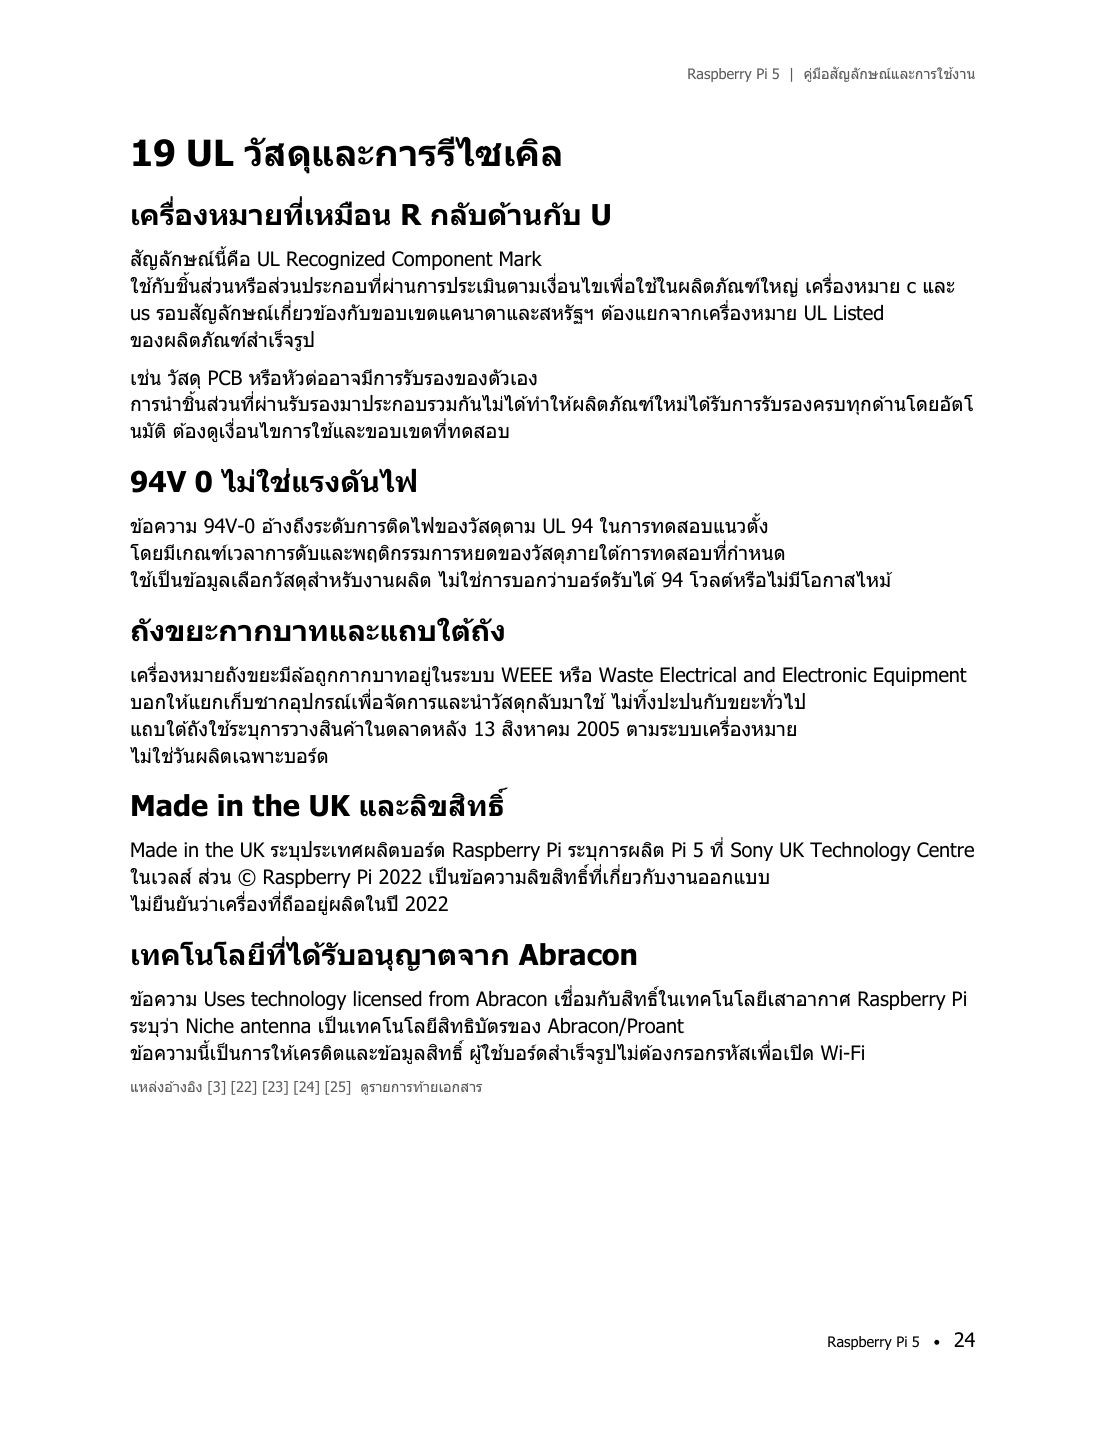 Raspberry Pi 5 | คู่มือสัญลักษณ์และการใช้งาน
19 UL วัสดุและการรีไซเคิล
เครื่องหมายที่เหมือน R กลับด้านกับ U
สัญลักษณ์นี้คือ UL Recognized Component Mark
ใช้กับชิ้นส่วนหรือส่วนประกอบที่ผ่านการประเมินตามเงื่อนไขเพื่อใช้ในผลิตภัณฑ์ใหญ่ เครื่องหมาย c และ
us รอบสัญลักษณ์เกี่ยวข้องกับขอบเขตแคนาดาและสหรัฐฯ ต้องแยกจากเครื่องหมาย UL Listed
ของผลิตภัณฑ์สำเร็จรูป
เช่น วัสดุ PCB หรือหัวต่ออาจมีการรับรองของตัวเอง
การนำชิ้นส่วนที่ผ่านรับรองมาประกอบรวมกันไม่ได้ทำให้ผลิตภัณฑ์ใหม่ได้รับการรับรองครบทุกด้านโดยอัตโ
นมัติ ต้องดูเงื่อนไขการใช้และขอบเขตที่ทดสอบ
94V 0 ไม่ใช่แรงดันไฟ
ข้อความ 94V-0 อ้างถึงระดับการติดไฟของวัสดุตาม UL 94 ในการทดสอบแนวตั้ง
โดยมีเกณฑ์เวลาการดับและพฤติกรรมการหยดของวัสดุภายใต้การทดสอบที่กำหนด
ใช้เป็นข้อมูลเลือกวัสดุสำหรับงานผลิต ไม่ใช่การบอกว่าบอร์ดรับได้ 94 โวลต์หรือไม่มีโอกาสไหม้
ถังขยะกากบาทและแถบใต้ถัง
เครื่องหมายถังขยะมีล้อถูกกากบาทอยู่ในระบบ WEEE หรือ Waste Electrical and Electronic Equipment
บอกให้แยกเก็บซากอุปกรณ์เพื่อจัดการและนำวัสดุกลับมาใช้ ไม่ทิ้งปะปนกับขยะทั่วไป
แถบใต้ถังใช้ระบุการวางสินค้าในตลาดหลัง 13 สิงหาคม 2005 ตามระบบเครื่องหมาย
ไม่ใช่วันผลิตเฉพาะบอร์ด
Made in the UK และลิขสิทธิ์
Made in the UK ระบุประเทศผลิตบอร์ด Raspberry Pi ระบุการผลิต Pi 5 ที่ Sony UK Technology Centre
ในเวลส์ ส่วน © Raspberry Pi 2022 เป็นข้อความลิขสิทธิ์ที่เกี่ยวกับงานออกแบบ
ไม่ยืนยันว่าเครื่องที่ถืออยู่ผลิตในปี 2022
เทคโนโลยีที่ได้รับอนุญาตจาก Abracon
ข้อความ Uses technology licensed from Abracon เชื่อมกับสิทธิ์ในเทคโนโลยีเสาอากาศ Raspberry Pi
ระบุว่า Niche antenna เป็นเทคโนโลยีสิทธิบัตรของ Abracon/Proant
ข้อความนี้เป็นการให้เครดิตและข้อมูลสิทธิ์ ผู้ใช้บอร์ดสำเร็จรูปไม่ต้องกรอกรหัสเพื่อเปิด Wi-Fi
แหล่งอ้างอิง [3] [22] [23] [24] [25] ดูรายการท้ายเอกสาร
Raspberry Pi 5 • 24